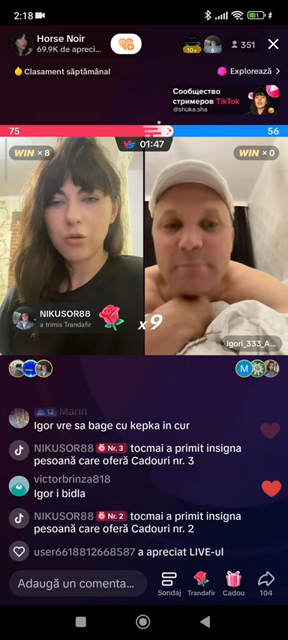 2:18
Horse Noir
69.9K de apreci...
10+
351
Clasament săptămânal
Explorează >
Сообщество
стримеров TikTok
@shuka.sha
75
56
WIN × 8
VS 01:47
WIN × 0
NIKUSOR88
a trimis Trandafir
x9
Igori_333_A...
M
12 Marin
Igor vre sa bage cu kepka in cur
NIKUSOR88 Nr. 3 tocmai a primit insigna
pesoană care oferă Cadouri nr. 3
victorbrinza818
Igor i bidla
NIKUSOR88 Nr. 2 tocmai a primit insigna
pesoană care oferă Cadouri nr. 2
user6618812668587 a apreciat LIVE-ul
Adaugă un comenta...
Sondaj
Trandafir
Cadou
104